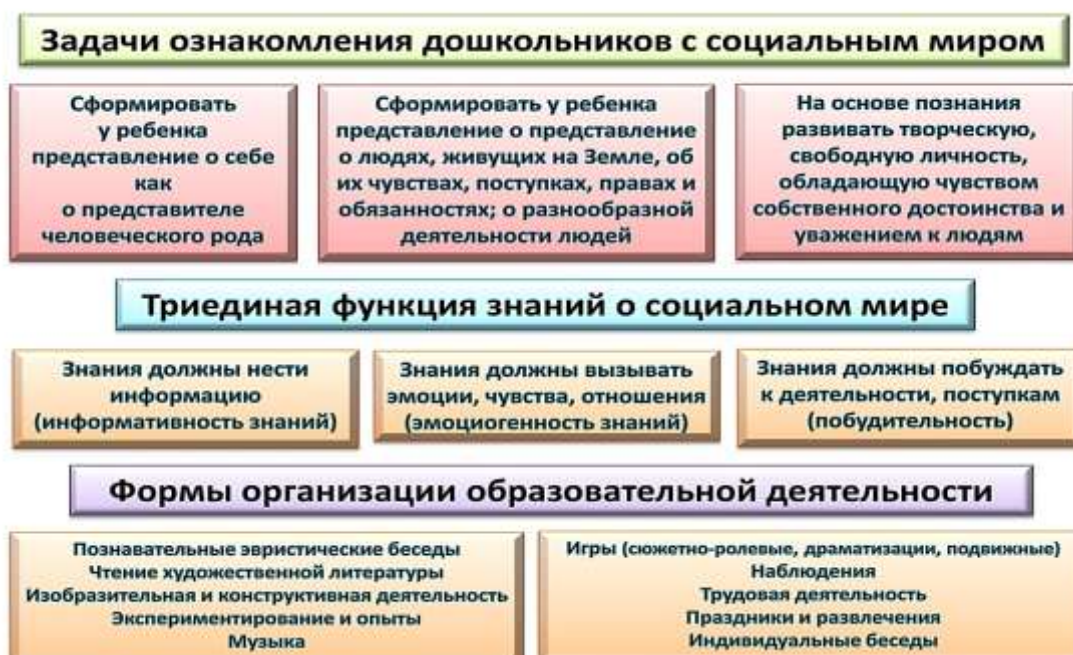 Задачи ознакомления дошкольников с социальным миром
Сформировать
у ребенка
представление о себе
как
о представителе
человеческого рода
Сформировать у ребенка
представление о представление
о людях, живущих на Земле, об
их чувствах, поступках, правах и
обязанностях; о разнообразной
деятельности людей
На основе познания
развивать творческую,
свободную личность,
обладающую чувством
собственного достоинства и
уважением к людям
Триединая функция знаний о социальном мире
Знания должны нести
информацию
(информативность знаний)
Знания должны вызывать
эмоции, чувства, отношения
(эмоциогенность знаний)
Знания должны побуждать
к деятельности, поступкам
(побудительность)
Формы организации образовательной деятельности
Познавательные эвристические беседы
Чтение художественной литературы
Изобразительная и конструктивная деятельность
Экспериментирование и опыты
Музыка
Игры (сюжетно-ролевые, драматизации, подвижные)
Наблюдения
Трудовая деятельность
Праздники и развлечения
Индивидуальные беседы